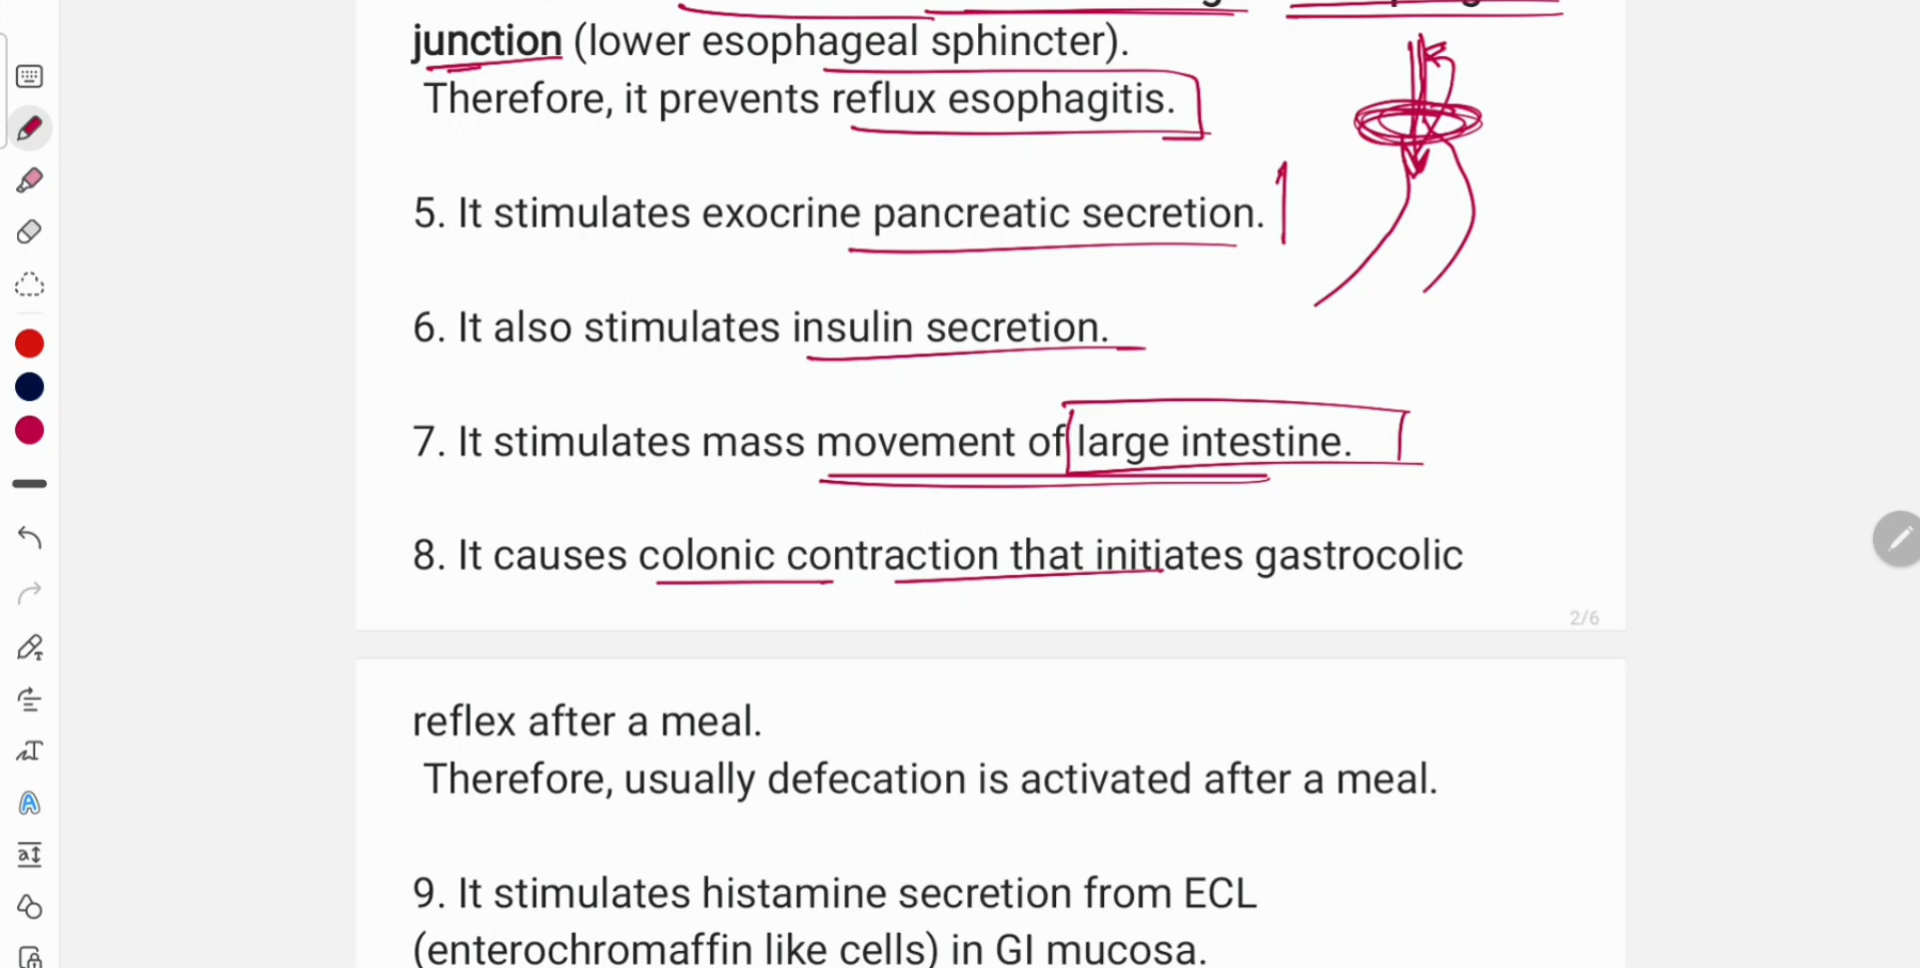 junction (lower esophageal sphincter).
Therefore, it prevents reflux esophagitis.
5. It stimulates exocrine pancreatic secretion.
6. It also stimulates insulin secretion.
7. It stimulates mass movement of large intestine.
8. It causes colonic contraction that initiates gastrocolic
2/6
reflex after a meal.
Therefore, usually defecation is activated after a meal.
9. It stimulates histamine secretion from ECL
(enterochromaffin like cells) in GI mucosa.